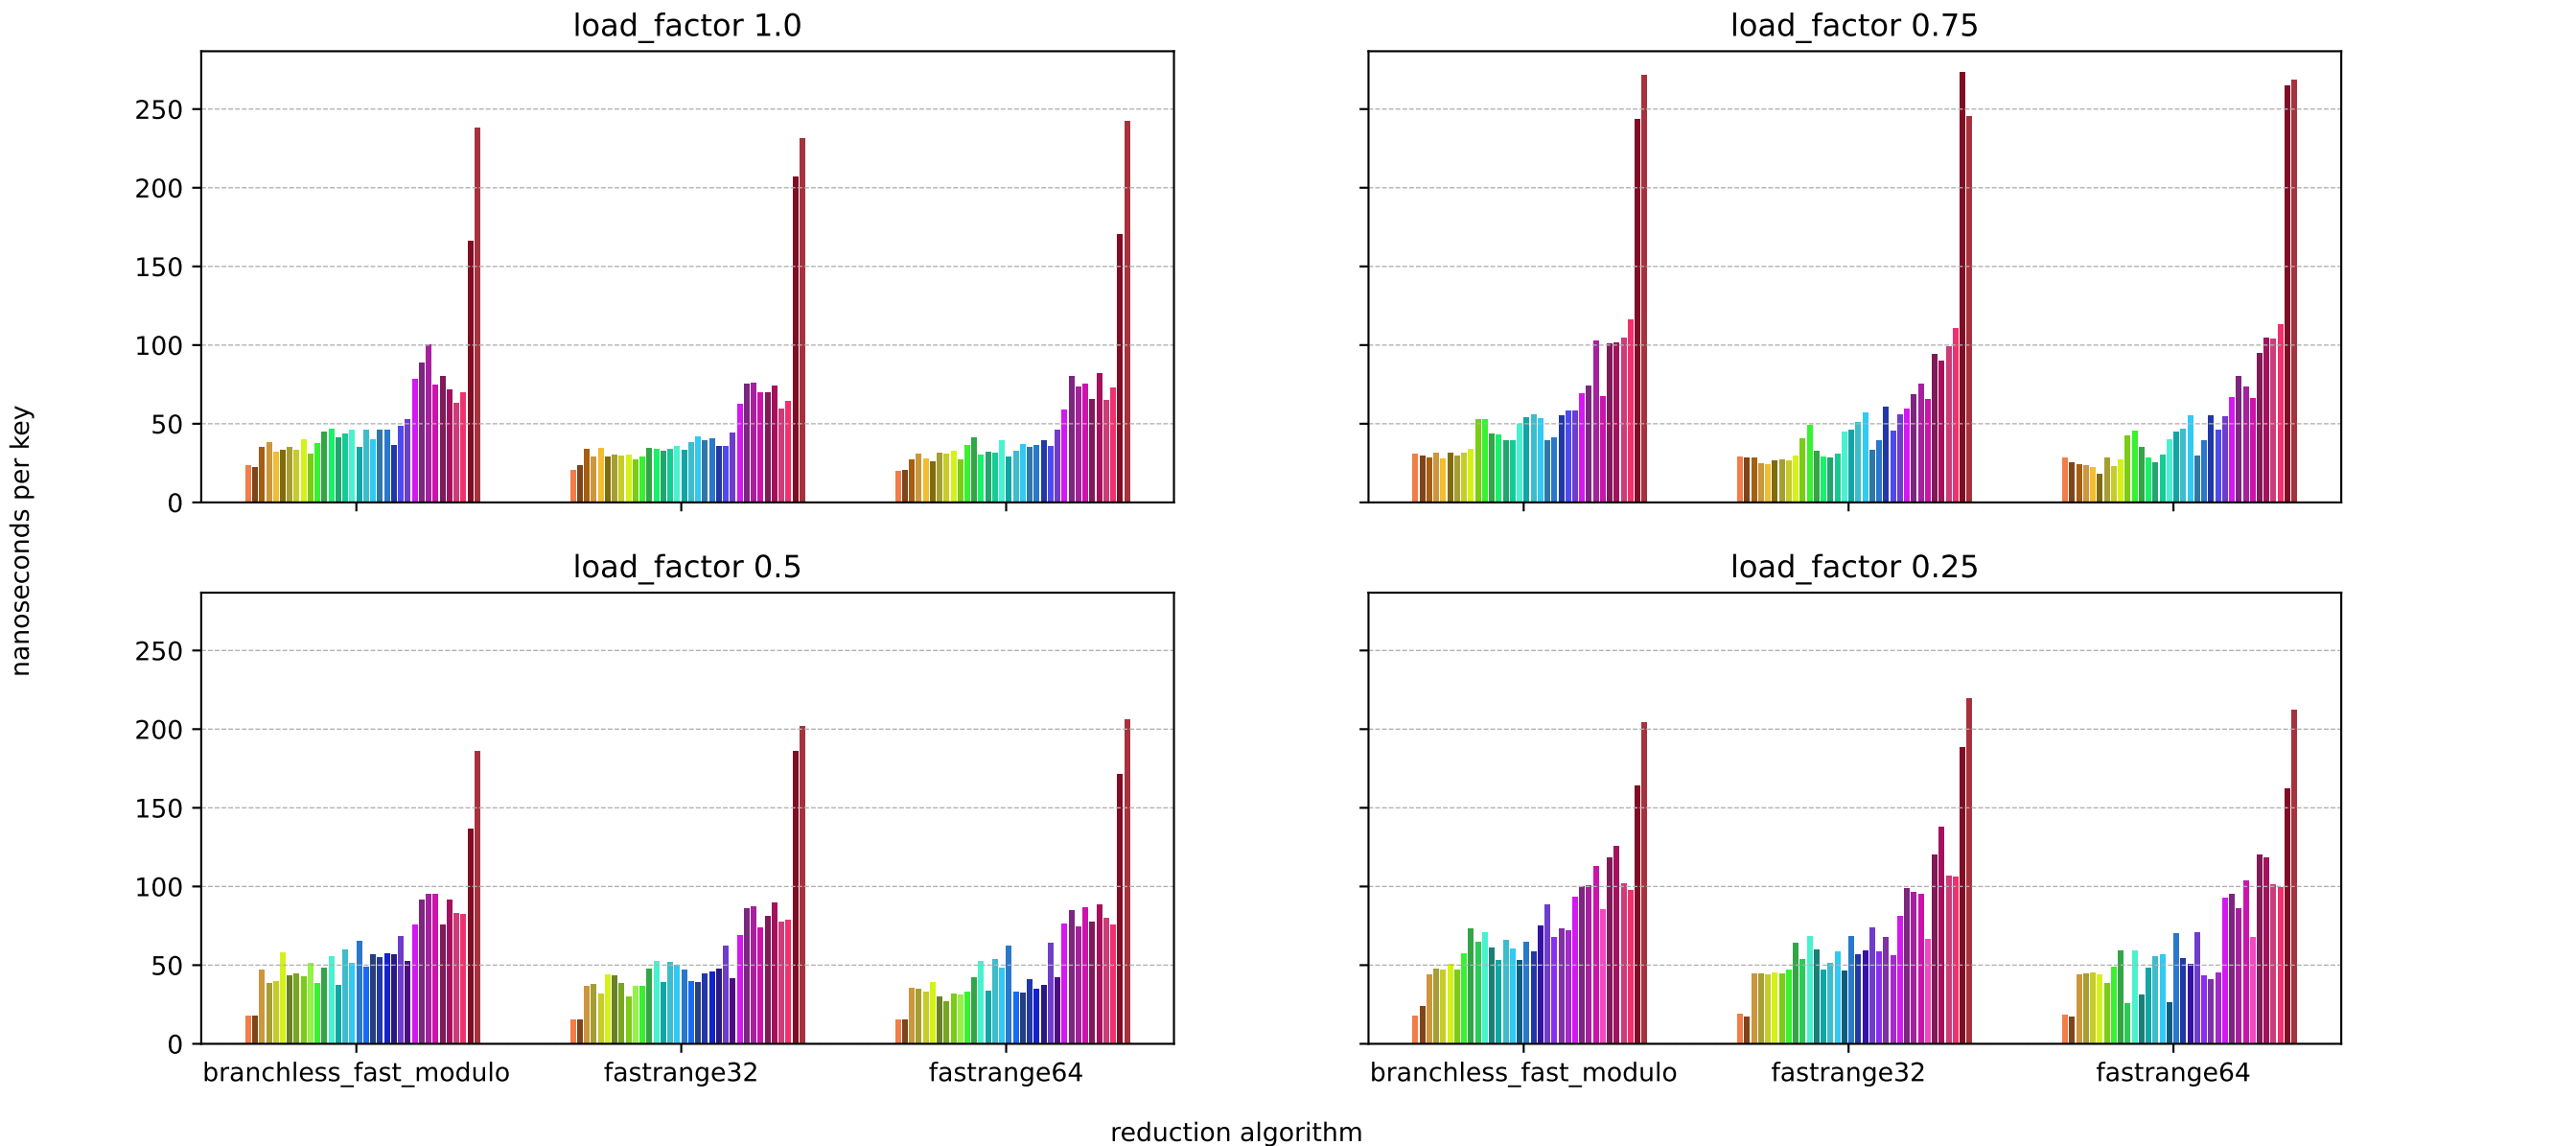 load_factor 1.0
load_factor 0.75
250
200
150
100
50
0
nanoseconds per key
load_factor 0.5
load_factor 0.25
250
200
150
100
50
0
branchless_fast_modulo
fastrange32
fastrange64
branchless_fast_modulo
fastrange32
fastrange64
reduction algorithm